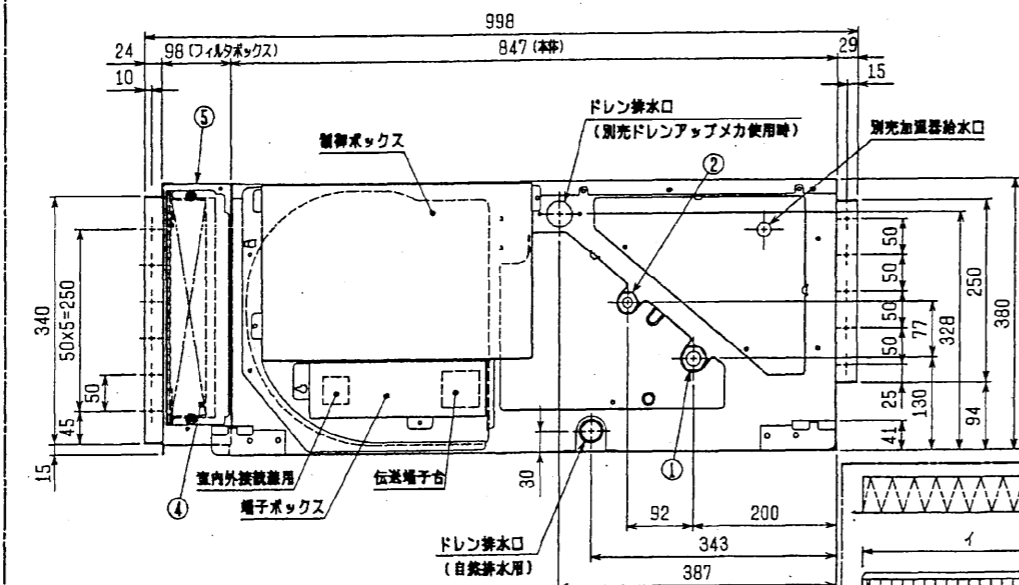 998
24
98 (フィルタボックス)
847 (本体)
29
10
15
⑤
制御ボックス
ドレン排水口
(別売ドレンアップメカ使用時)
②
別売加湿器給水口
340
50x5=250
50
45
15
50
50
50
50
25
77
130
328
250
94
41
380
室内外接続線用
伝送端子台
④
端子ボックス
30
①
92
200
ドレン排水口
(自然排水用)
343
387
イ